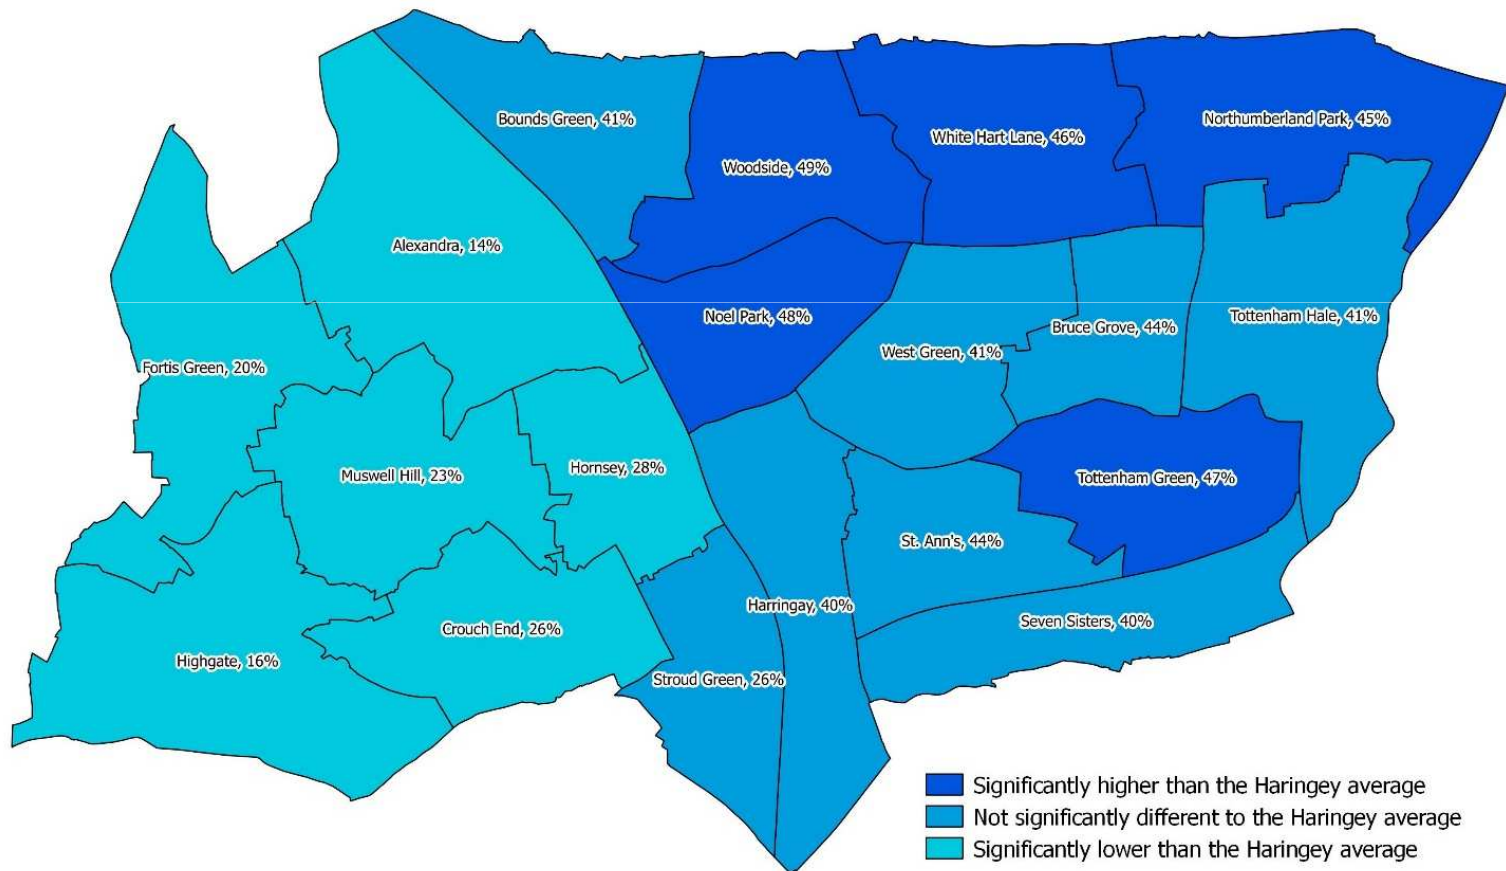 Bounds Green, 41%
Woodside, 49%
White Hart Lane, 46%
Northumberland Park, 45%
Alexandra, 14%
Noel Park, 48%
Bruce Grove, 44%
Tottenham Hale, 41%
West Green, 41%
Fortis Green, 20%
Muswell Hill, 23%
Hornsey, 28%
Tottenham Green, 47%
St. Ann's, 44%
Harringay, 40%
Seven Sisters, 40%
Crouch End, 26%
Highgate, 16%
Stroud Green, 26%
Significantly higher than the Haringey average
Not significantly different to the Haringey average
Significantly lower than the Haringey average